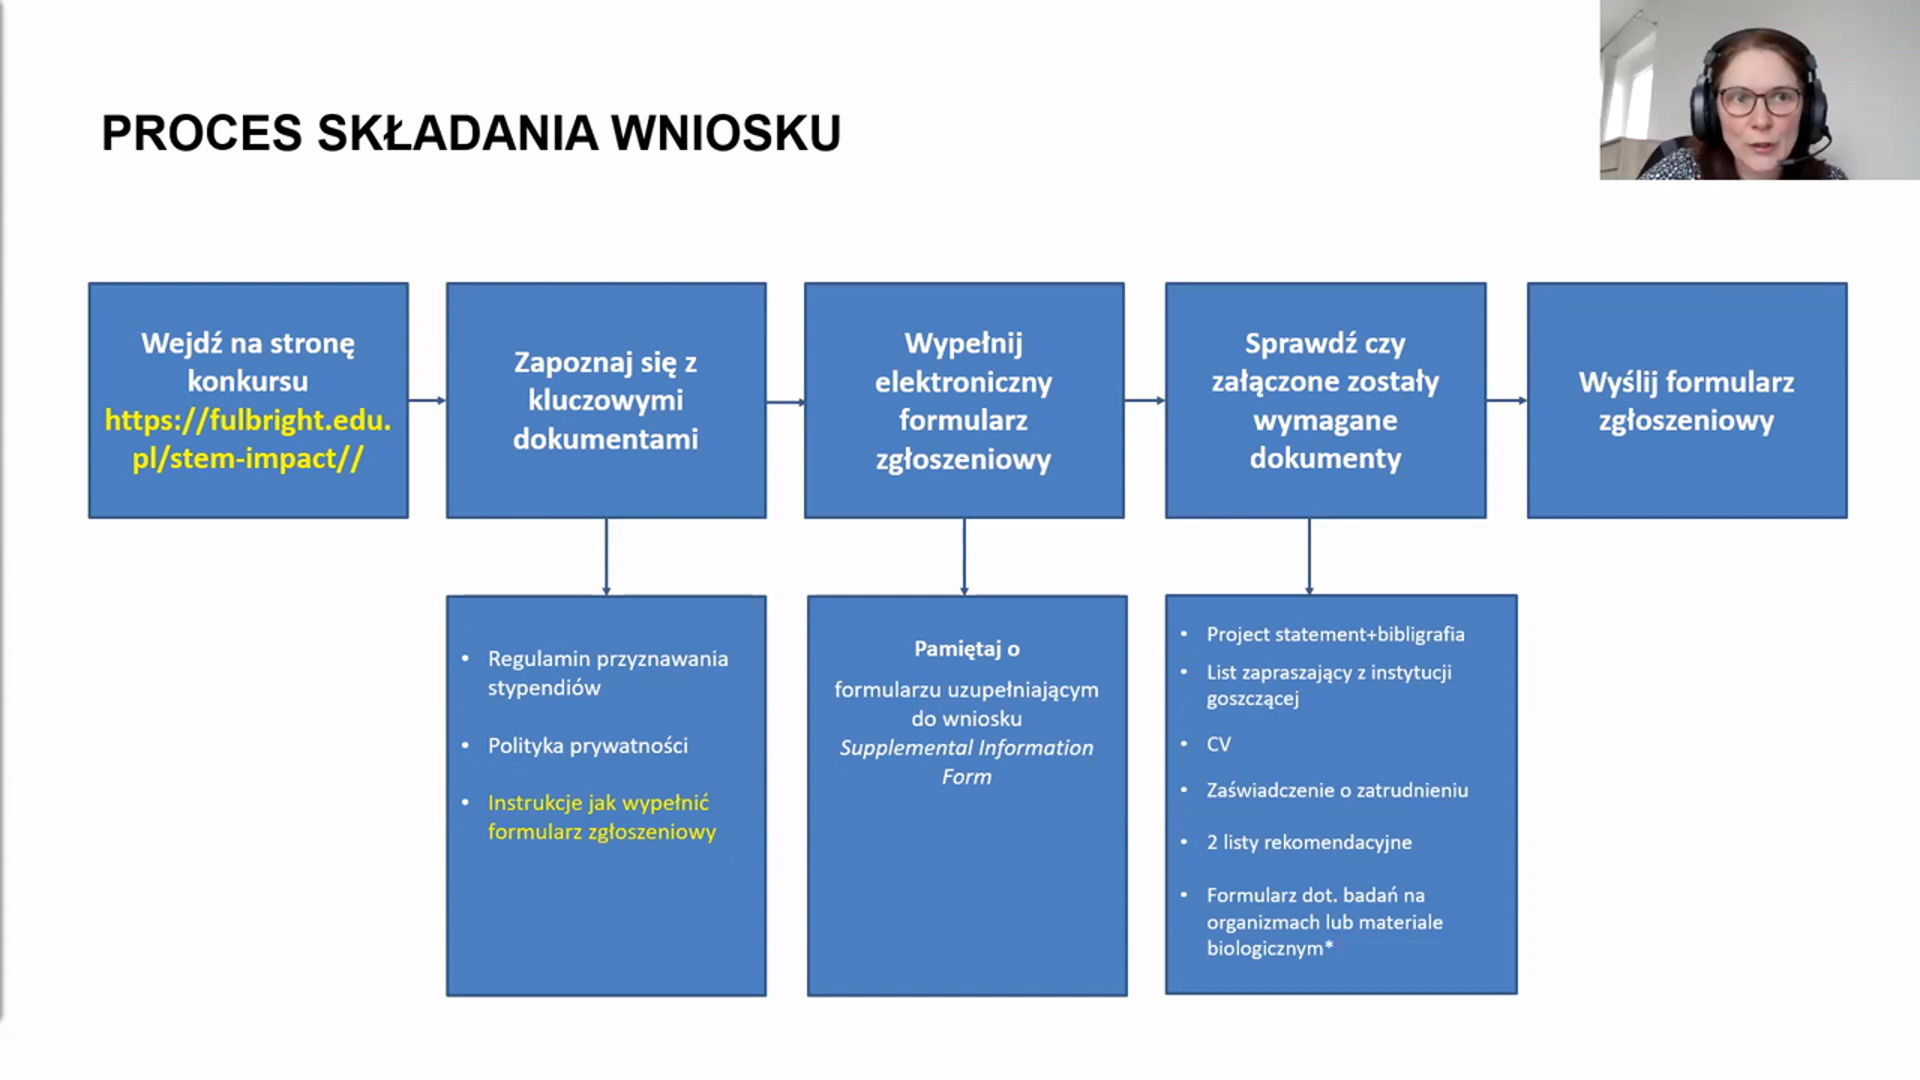 PROCES SKŁADANIA WNIOSKU
Wejdź na stronę
konkursu
https://fulbright.edu.
pl/stem-impact//
Zapoznaj się z
kluczowymi
dokumentami
Wypełnij
elektroniczny
formularz
zgłoszeniowy
Sprawdź czy
załączone zostały
wymagane
dokumenty
Wyślij formularz
zgłoszeniowy
• Regulamin przyznawania
stypendiów
• Polityka prywatności
• Instrukcje jak wypełnić
formularz zgłoszeniowy
Pamiętaj o
formularzu uzupełniającym
do wniosku
Supplemental Information
Form
• Project statement+bibligrafia
• List zapraszający z instytucji
goszczącej
• CV
• Zaświadczenie o zatrudnieniu
• 2 listy rekomendacyjne
• Formularz dot. badań na
organizmach lub materiale
biologicznym*